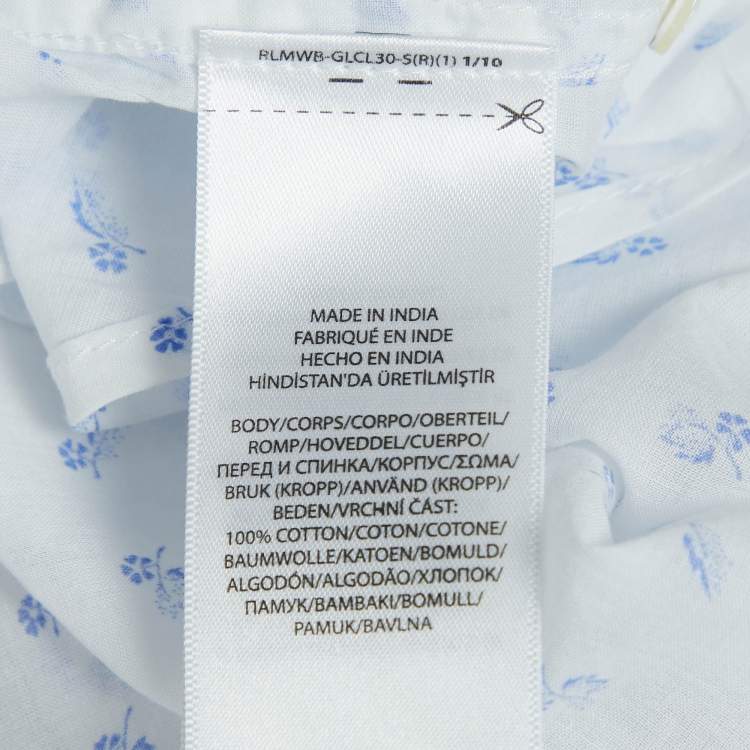 RLMWB-GLCL30-S(R)(1) 1/10
MADE IN INDIA
FABRIQUÉ EN INDE
HECHO EN INDIA
HİNDİSTAN'DA ÜRETİLMİŞTİR
BODY/CORPS/CORPO/OBERTEIL/
ROMP/HOVEDDEL/CUERPO/
ПЕРЕД И СПИНКА/КОРПУС/ΣΩΜΑ/
BRUK (KROPP)/ANVÄND (KROPP)/
BEDEN/VRCHNÍ ČÁST:
100% COTTON/COTON/COTONE/
BAUMWOLLE/KATOEN/BOMULD/
ALGODÓN/ALGODÃO/ХЛОПОК/
ПАМУК/BAMBAKI/BOMULL/
PAMUK/BAVLNA